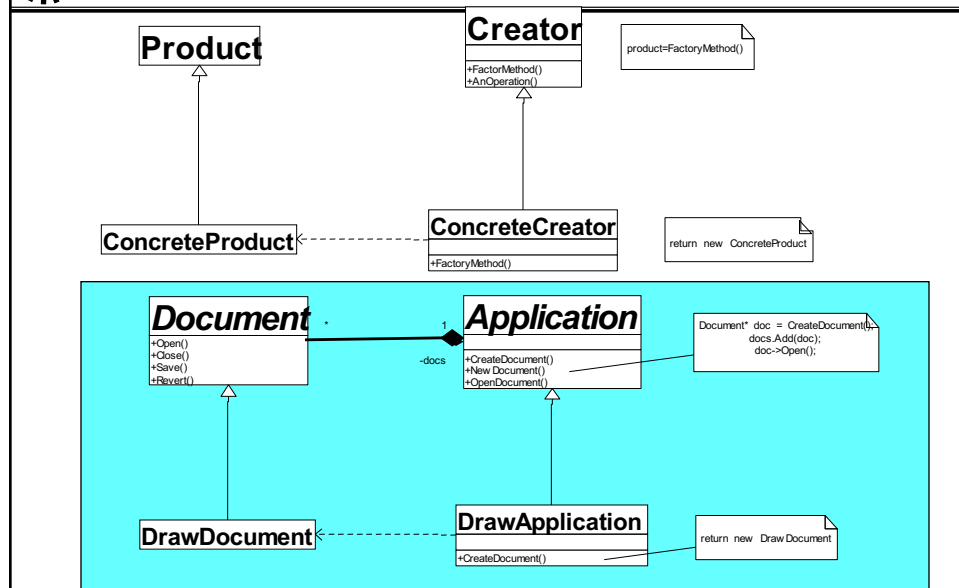 Product
Creator
+FactorMethod()
+AnOperation()
product=FactoryMethod()
ConcreteProduct
ConcreteCreator
+FactoryMethod()
return new ConcreteProduct
Document
+Open()
+Close()
+Save()
+Revert()
*
1
-docs
Application
+CreateDocument()
+New Document()
+OpenDocument()
Document* doc = CreateDocument();
docs.Add(doc);
doc->Open();
DrawDocument
DrawApplication
+CreateDocument()
return new Draw Document